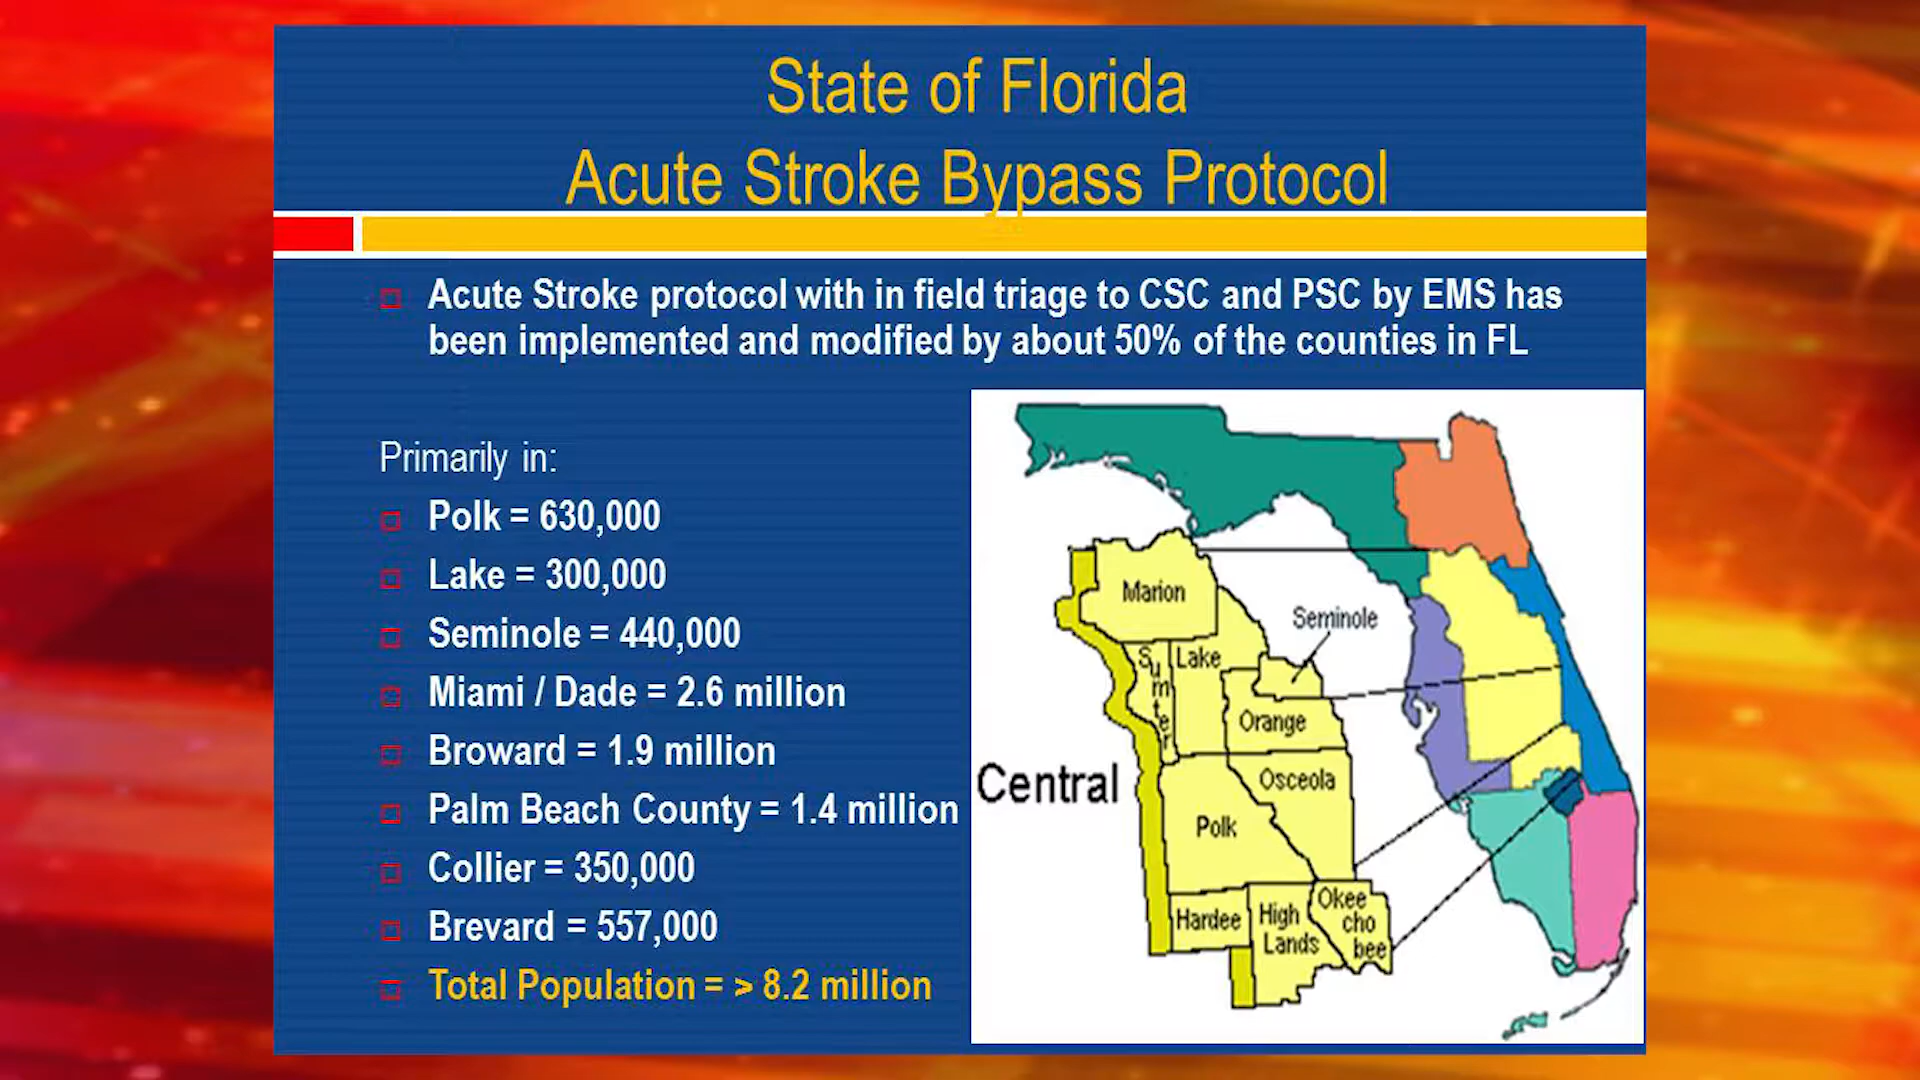 State of Florida
Acute Stroke Bypass Protocol
Acute Stroke protocol with in field triage to CSC and PSC by EMS has
been implemented and modified by about 50% of the counties in FL
Primarily in:
Polk = 630,000
Lake = 300,000
Seminole = 440,000
Miami / Dade = 2.6 million
Broward = 1.9 million
Palm Beach County = 1.4 million
Collier = 350,000
Brevard = 557,000
Total Population = > 8.2 million
Marion
Seminole
Sumter
Lake
Orange
Central
Osceola
Polk
Hardee
High
Lands
Okee
cho
bee